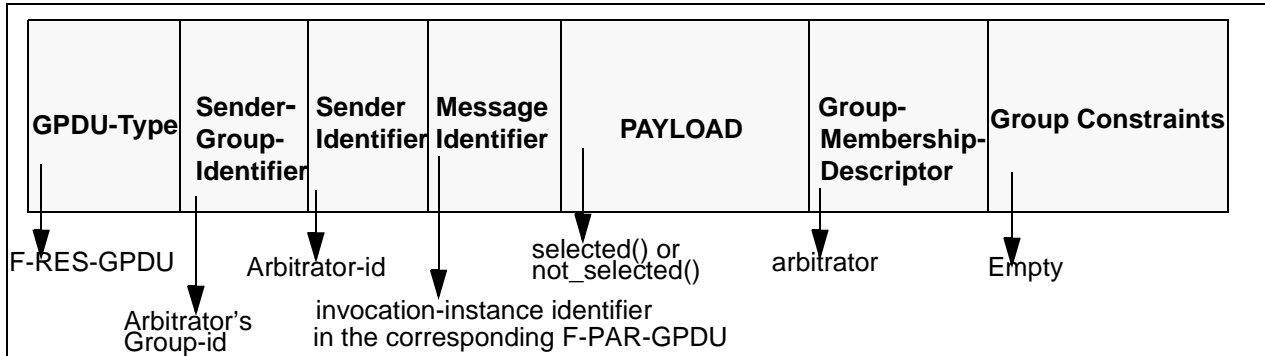 GPDU-Type
Sender-
Group-
Identifier
Sender
Identifier
Message
Identifier
PAYLOAD
Group-
Membership-
Descriptor
Group Constraints
F-RES-GPDU
Arbitrator's
Group-id
Arbitrator-id
invocation-instance identifier
in the corresponding F-PAR-GPDU
selected() or
not_selected()
arbitrator
Empty